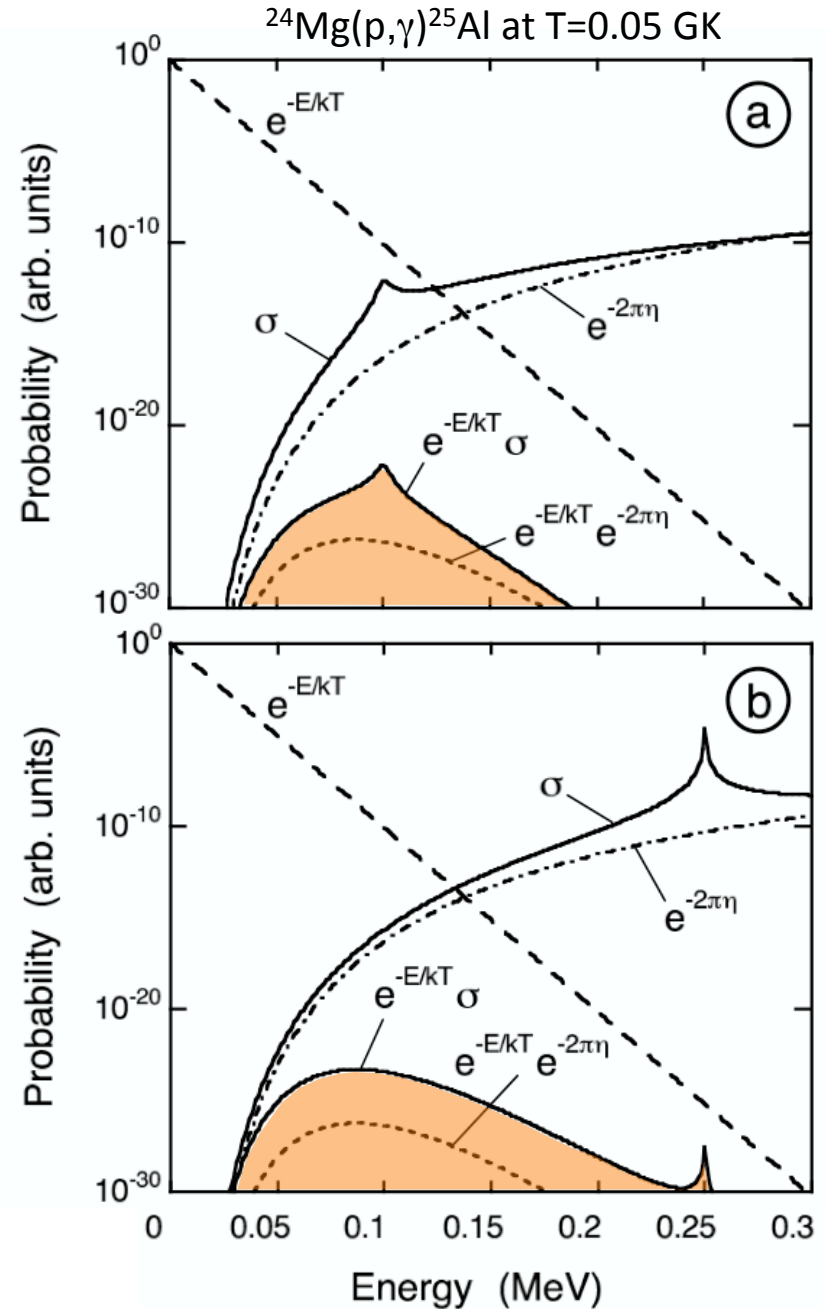 ²⁴Mg(p,γ)²⁵Al at T=0.05 GK
10⁰
e⁻ᴱ/ᵏᵀ
a
10⁻¹⁰
σ
e⁻²πη
10⁻²⁰
e⁻ᴱ/ᵏᵀ σ
e⁻ᴱ/ᵏᵀ e⁻²πη
10⁻³⁰
Probability (arb. units)
10⁰
e⁻ᴱ/ᵏᵀ
b
σ
10⁻¹⁰
e⁻²πη
10⁻²⁰
e⁻ᴱ/ᵏᵀ σ
e⁻ᴱ/ᵏᵀ e⁻²πη
10⁻³⁰
Probability (arb. units)
0 0.05 0.1 0.15 0.2 0.25 0.3
Energy (MeV)